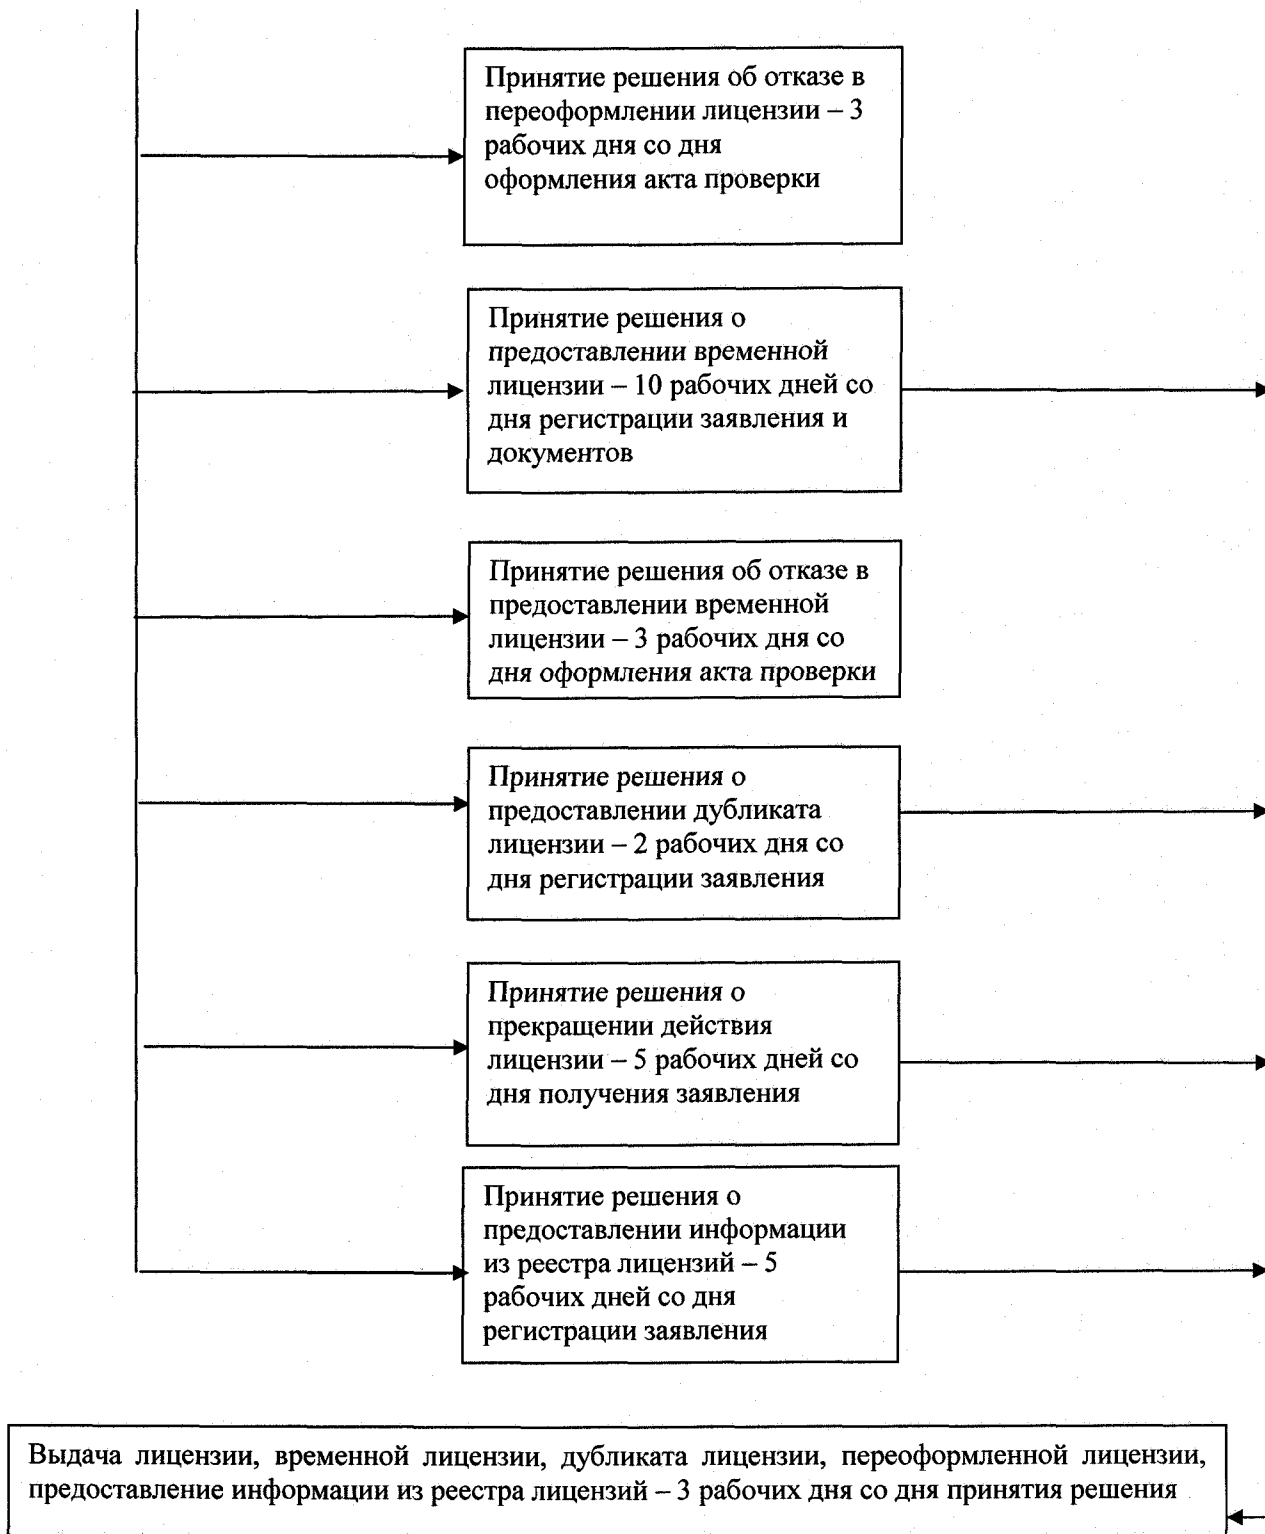 Принятие решения об отказе в
переоформлении лицензии – 3
рабочих дня со дня
оформления акта проверки
Принятие решения о
предоставлении временной
лицензии – 10 рабочих дней со
дня регистрации заявления и
документов
Принятие решения об отказе в
предоставлении временной
лицензии – 3 рабочих дня со
дня оформления акта проверки
Принятие решения о
предоставлении дубликата
лицензии – 2 рабочих дня со
дня регистрации заявления
Принятие решения о
прекращении действия
лицензии – 5 рабочих дней со
дня получения заявления
Принятие решения о
предоставлении информации
из реестра лицензий – 5
рабочих дней со дня
регистрации заявления
Выдача лицензии, временной лицензии, дубликата лицензии, переоформленной лицензии,
предоставление информации из реестра лицензий – 3 рабочих дня со дня принятия решения